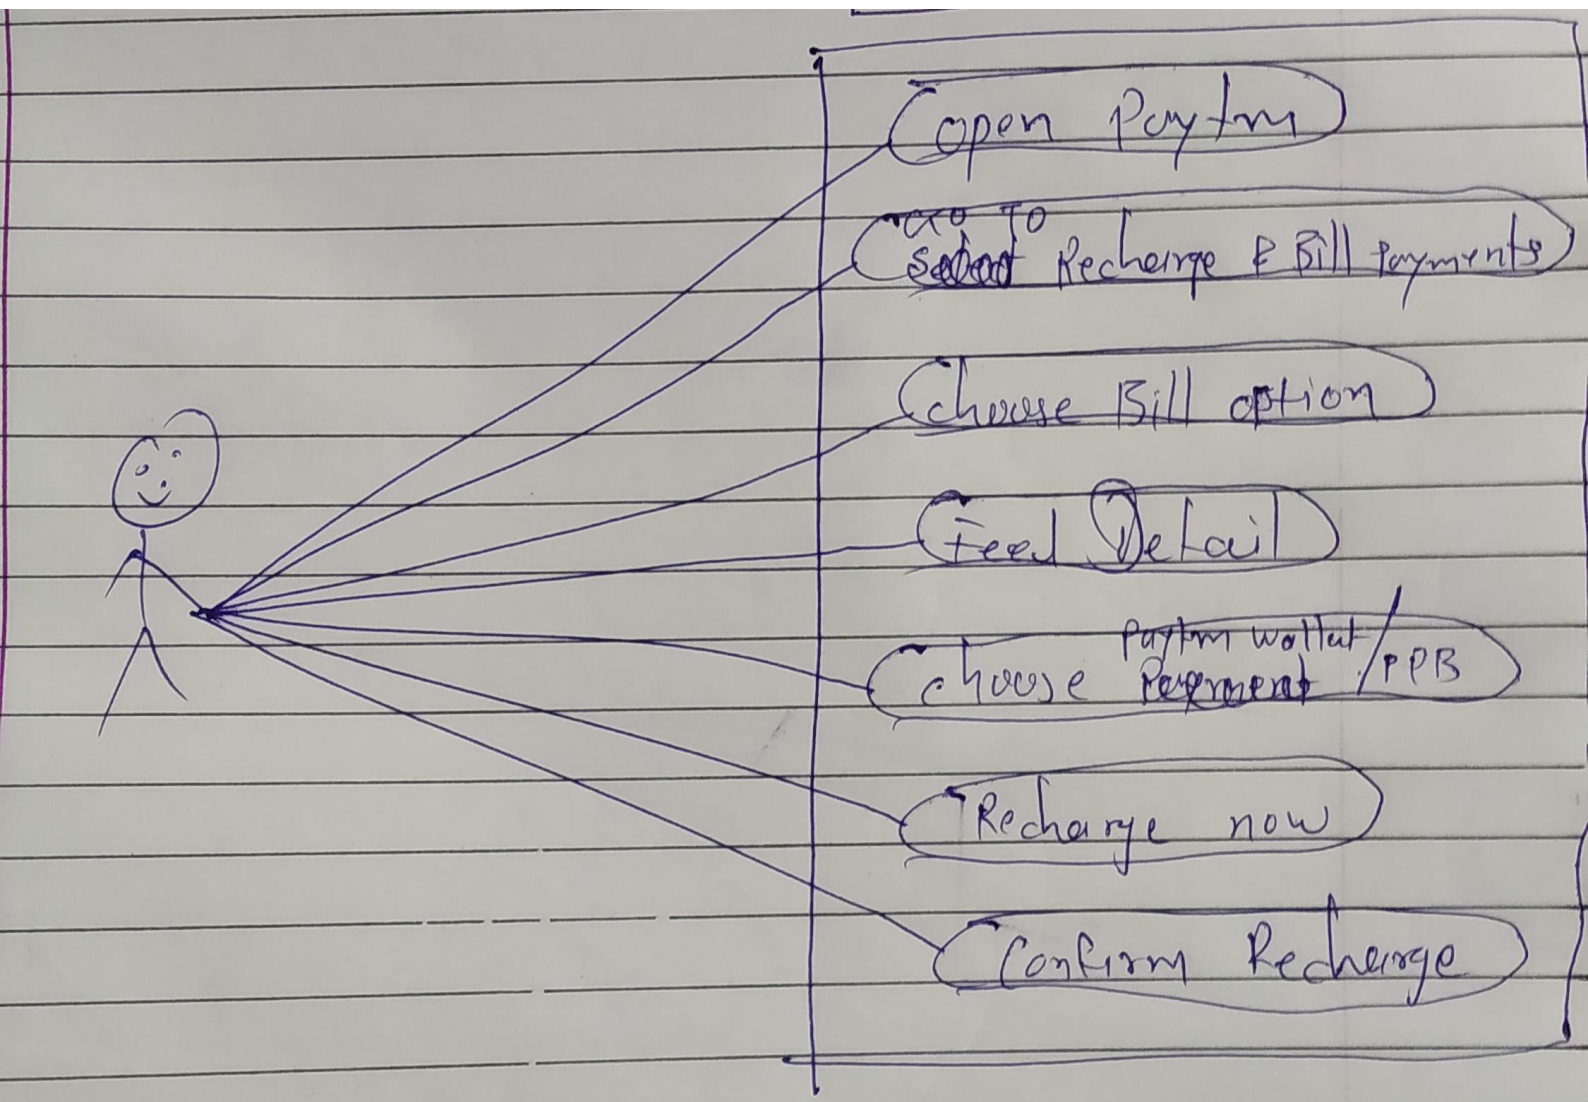 open Paytm
Go To
Recharge & Bill Payments
Choose Bill option
Feed Detail
Paytm wallet
choose Payment /PPB
Recharge now
Confirm Recharge